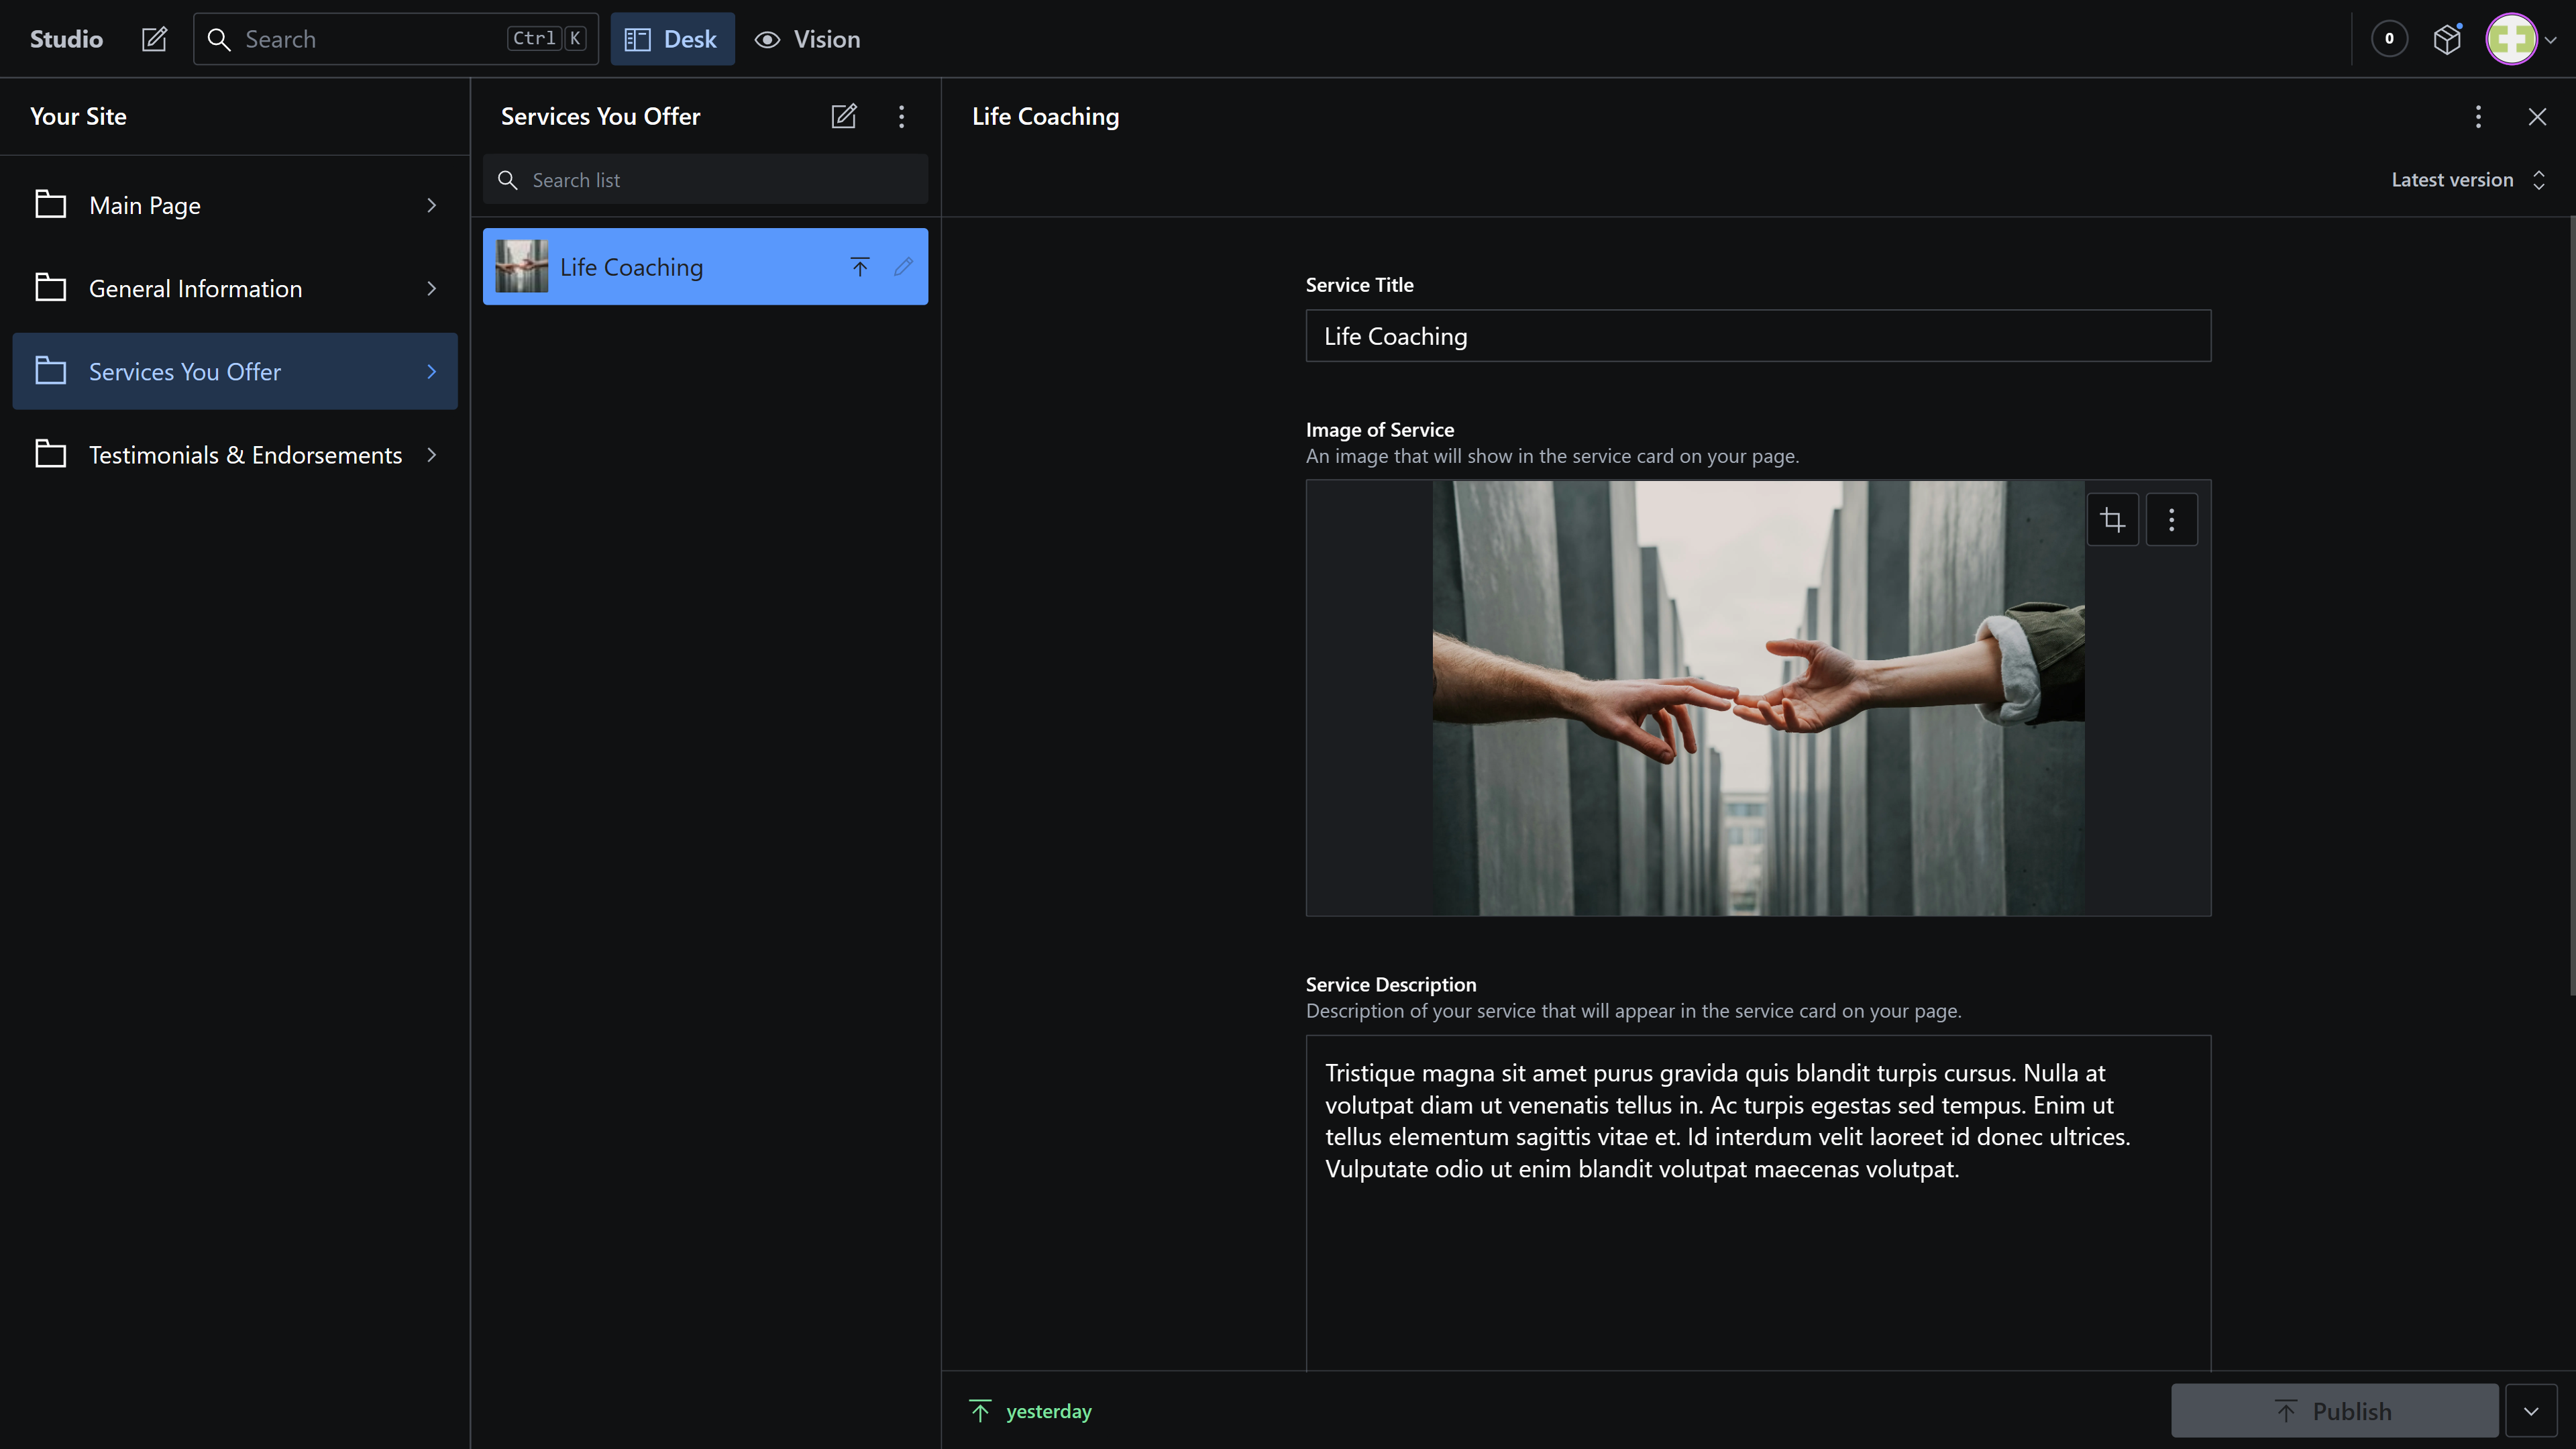 Studio
Search
Ctrl K
Desk
Vision
0
Your Site
Main Page
General Information
Services You Offer
Testimonials & Endorsements
Services You Offer
Search list
Life Coaching
Life Coaching
Latest version
Service Title
Life Coaching
Image of Service
An image that will show in the service card on your page.
Service Description
Description of your service that will appear in the service card on your page.
Tristique magna sit amet purus gravida quis blandit turpis cursus. Nulla at
volutpat diam ut venenatis tellus in. Ac turpis egestas sed tempus. Enim ut
tellus elementum sagittis vitae et. Id interdum velit laoreet id donec ultrices.
Vulputate odio ut enim blandit volutpat maecenas volutpat.
yesterday
Publish